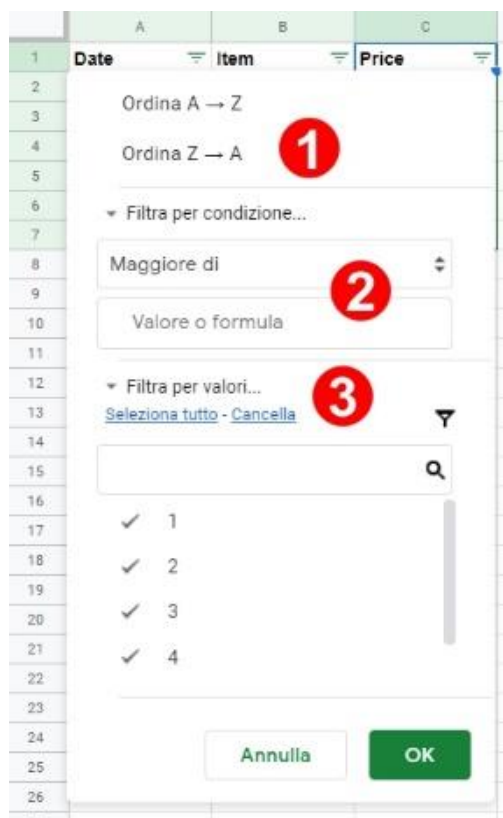 A B C
1 Date Item Price
2
3 Ordina A → Z
4 Ordina Z → A 1
5
6 Filtra per condizione...
7
8 Maggiore di
9 2
10 Valore o formula
11
12 Filtra per valori... 3
13 Seleziona tutto - Cancella
14
15
16
17 1
18 2
19
20 3
21 4
22
23
24 Annulla OK
25
26